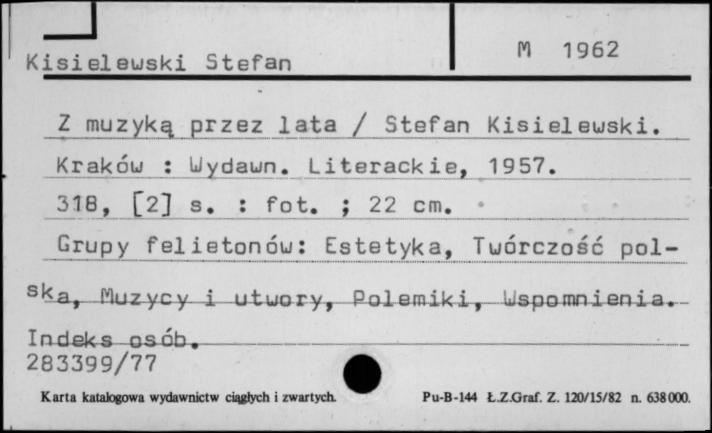 Kisielewski Stefan
M 1962
Z muzyką przez lata / Stefan Kisielewski.
Kraków : Wydawn. Literackie, 1957.
318, [2] s. : fot. ; 22 cm.
Grupy felietonów: Estetyka, Twórczość pol-
ska, Muzycy i utwory, Polemiki, Wspomnienia.
Indeks osób.
283399/77
Karta katalogowa wydawnictw ciągłych i zwartych.
Pu-B-144 Ł.Z.Graf. Z. 120/15/82 n. 638000.